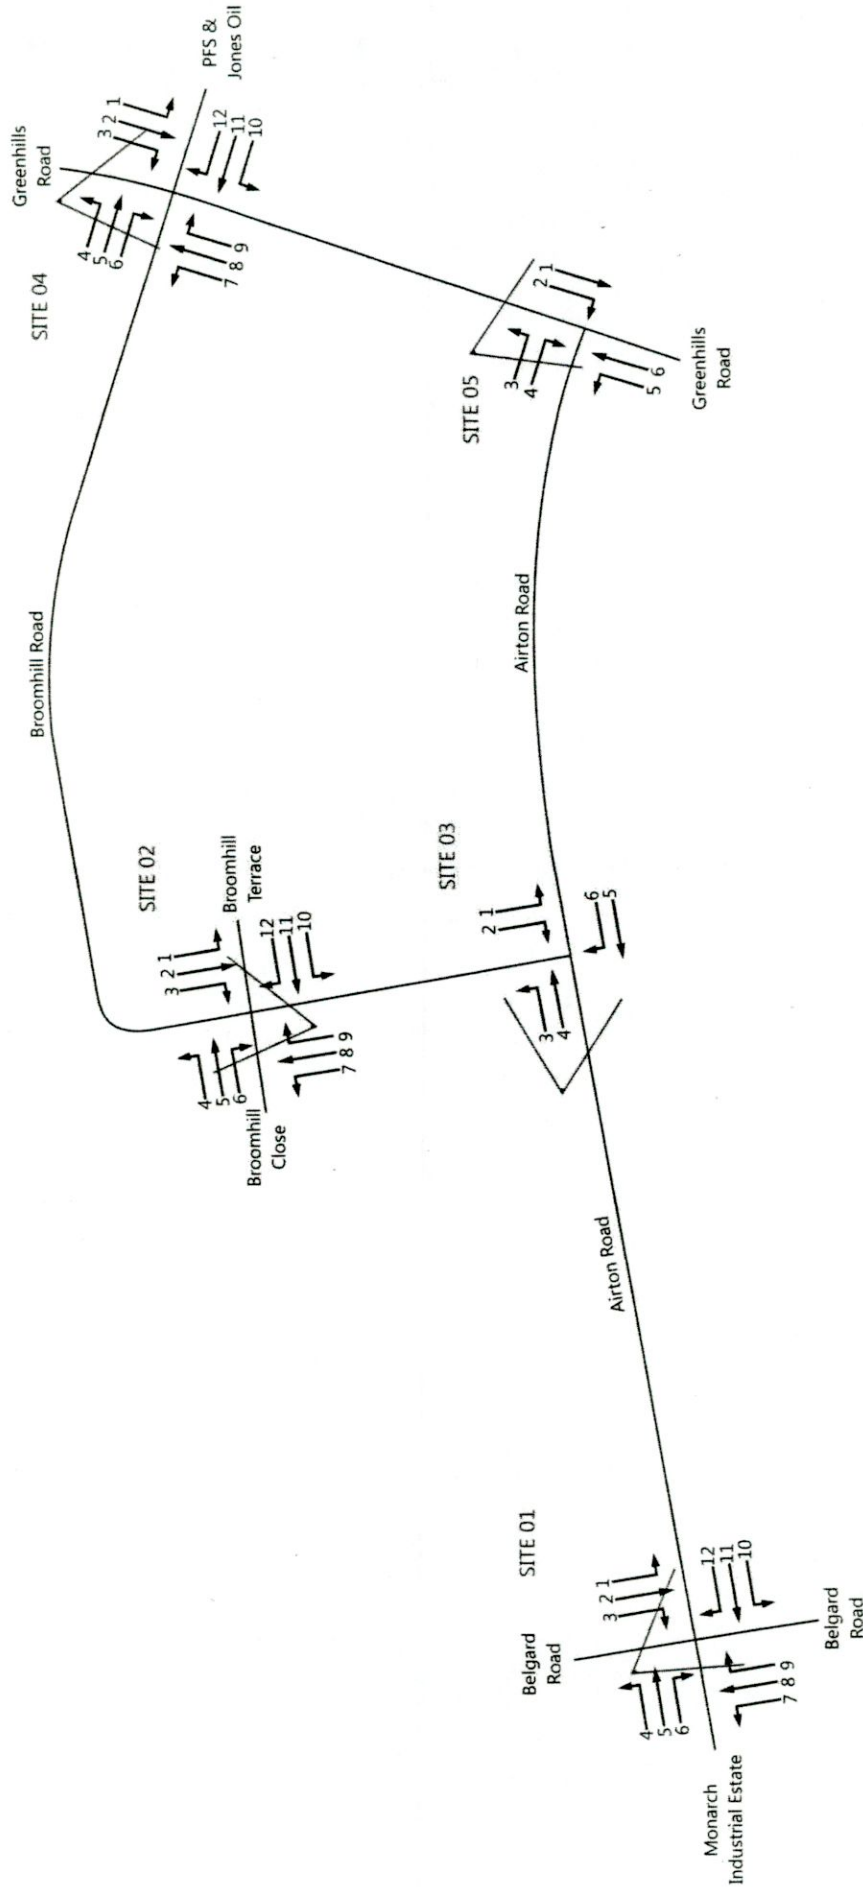 SITE 01
Belgard
Road
3 2 1
4
5
6
12
11
10
7 8 9
Monarch
Industrial Estate
Belgard
Road
Airton Road
SITE 02
3 2 1
4
5
6
12
11
10
7 8 9
Broomhill
Close
Broomhill
Terrace
Broomhill Road
SITE 03
2 1
3
4
6
5
Airton Road
SITE 04
Greenhills
Road
3 2 1
4
5
6
12
11
10
7 8 9
PFS &
Jones Oil
SITE 05
2 1
3
4
5 6
Greenhills
Road